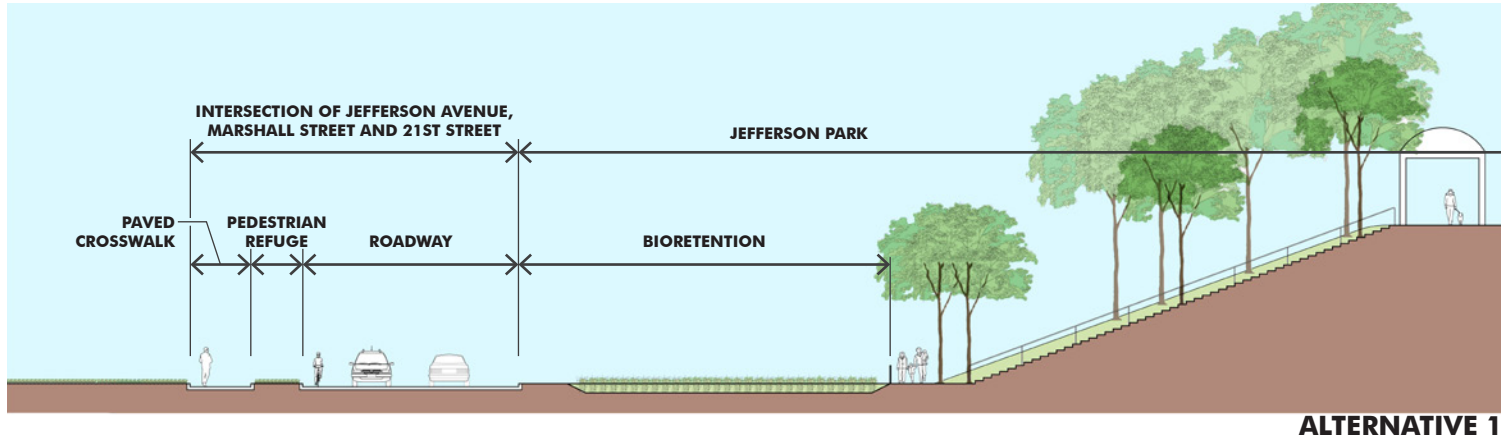 INTERSECTION OF JEFFERSON AVENUE,
MARSHALL STREET AND 21ST STREET
JEFFERSON PARK
PAVED
CROSSWALK
PEDESTRIAN
REFUGE
ROADWAY
BIORETENTION
ALTERNATIVE 1